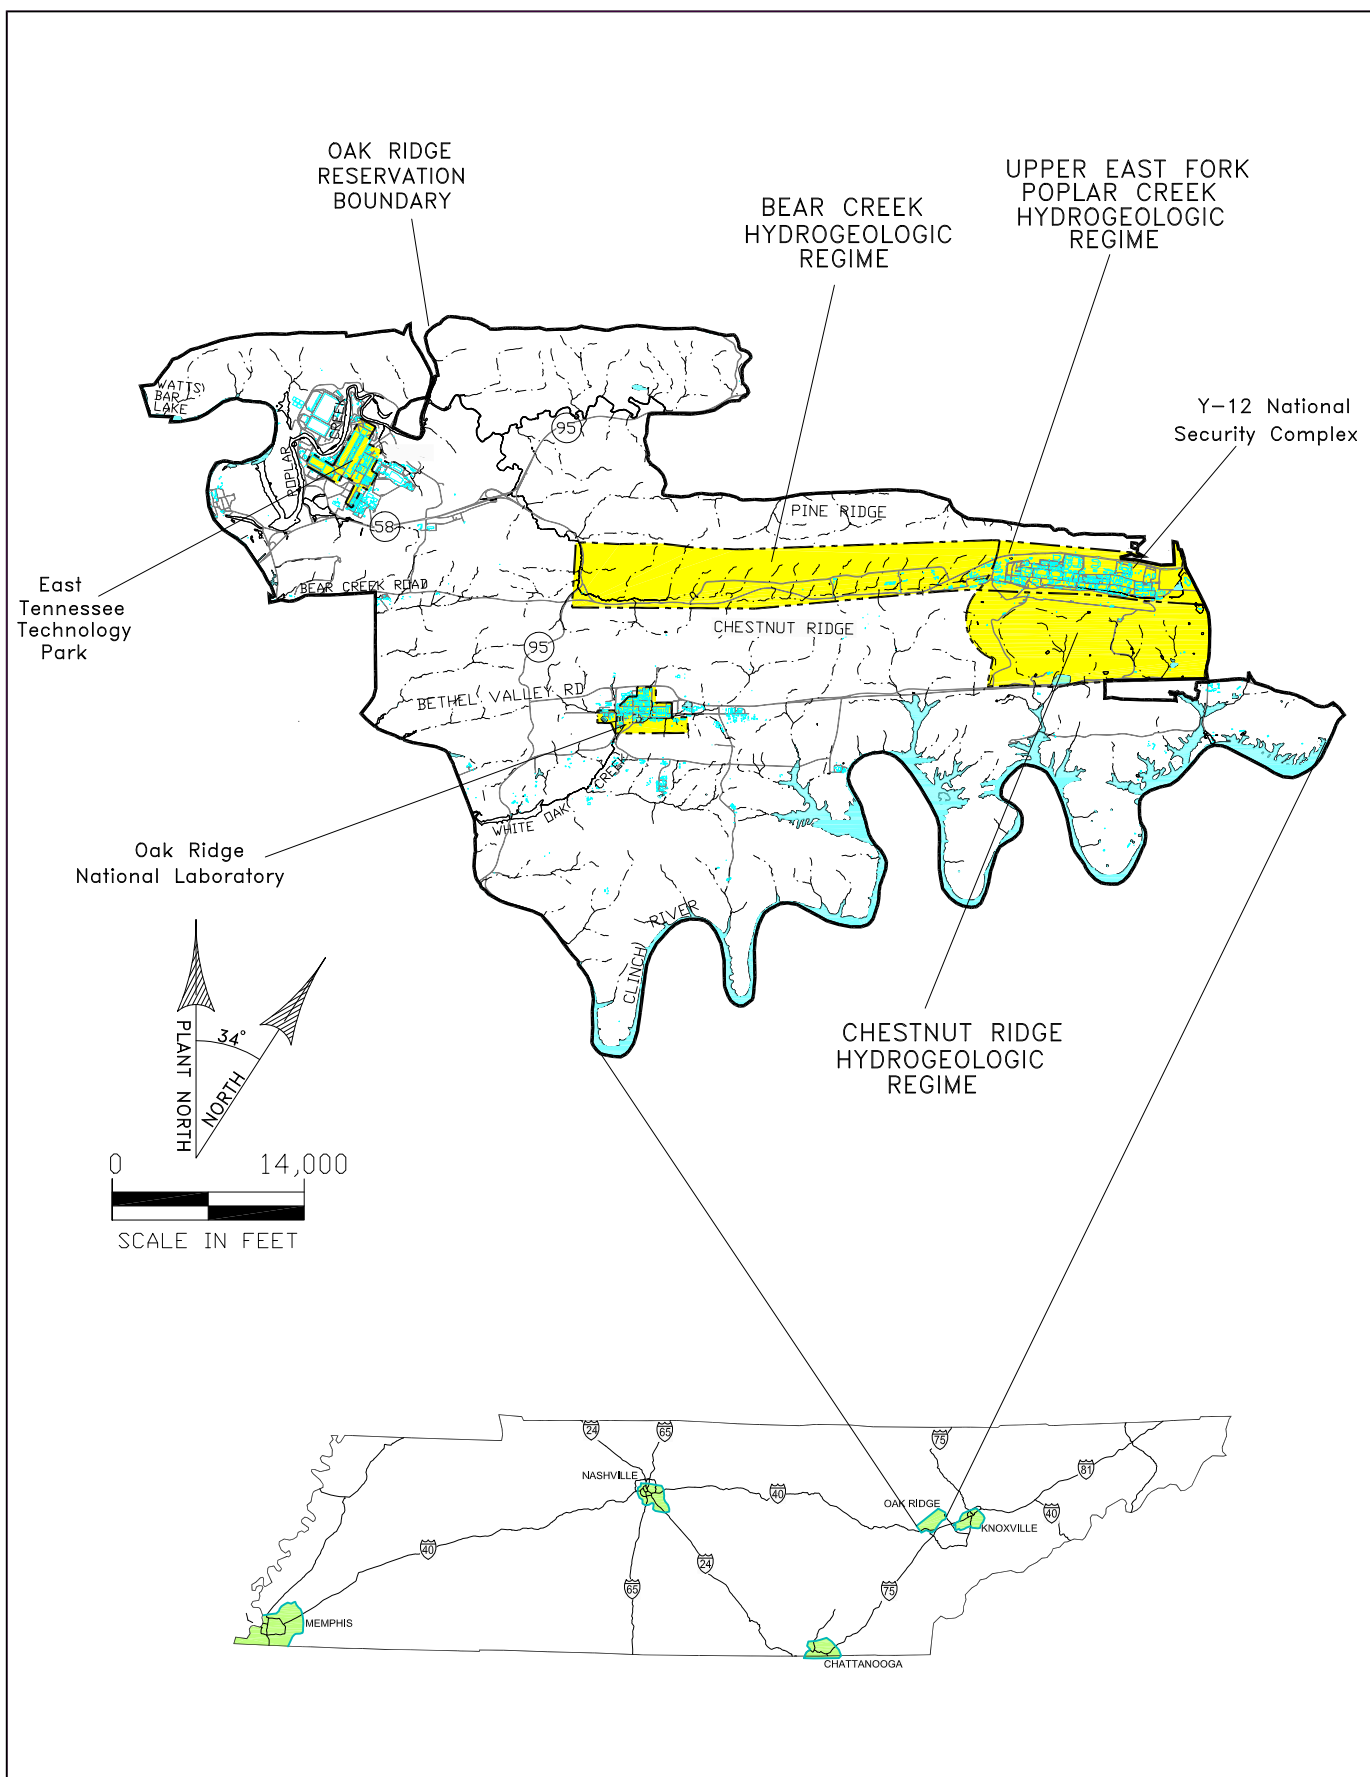 OAK RIDGE
RESERVATION
BOUNDARY
UPPER EAST FORK
POPLAR CREEK
HYDROGEOLOGIC
REGIME
BEAR CREEK
HYDROGEOLOGIC
REGIME
Y-12 National
Security Complex
WATTS
BAR
LAKE
POPLAR
CREEK
95
58
PINE RIDGE
East
Tennessee
Technology
Park
BEAR CREEK ROAD
CHESTNUT RIDGE
95
BETHEL VALLEY RD
WHITE OAK CREEK
Oak Ridge
National Laboratory
CLINCH RIVER
CHESTNUT RIDGE
HYDROGEOLOGIC
REGIME
PLANT NORTH
34°
NORTH
0 14,000
SCALE IN FEET
24
65
75
81
NASHVILLE
40
OAK RIDGE
KNOXVILLE
40
40
24
65
75
MEMPHIS
CHATTANOOGA